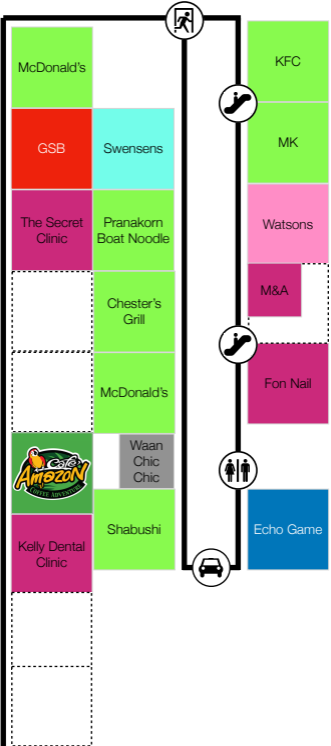 McDonald's
KFC
GSB
Swensens
MK
The Secret
Clinic
Pranakorn
Boat Noodle
Watsons
M&A
Chester's
Grill
Fon Nail
McDonald's
Café
Amazon
COFFEE ADVENTURE
Waan
Chic
Chic
Kelly Dental
Clinic
Shabushi
Echo Game